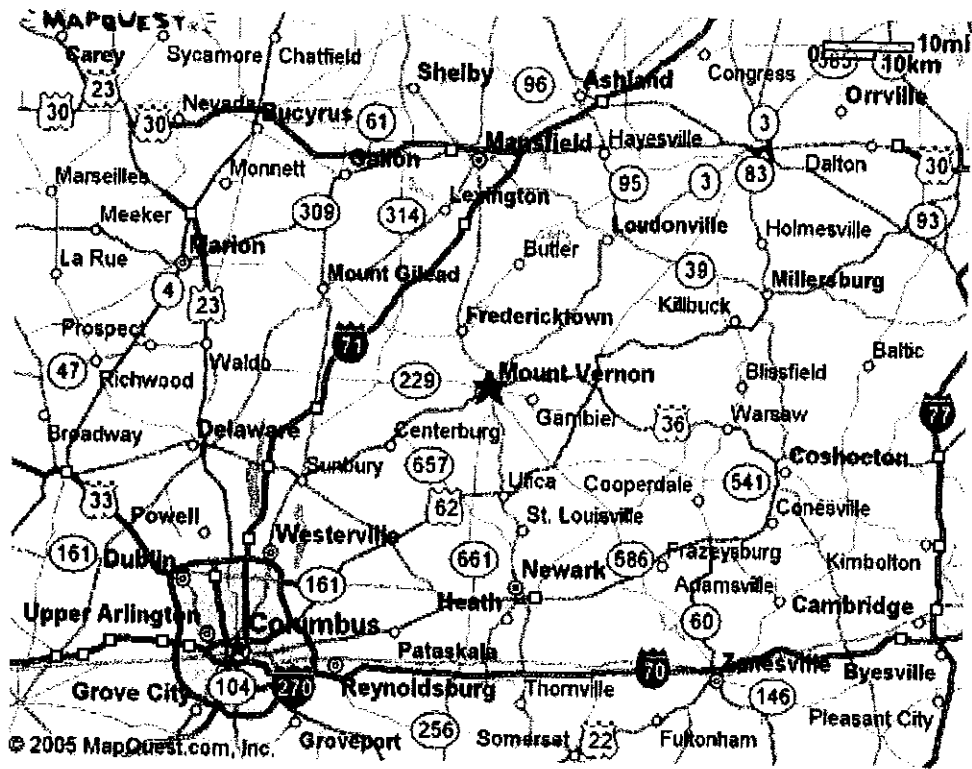 MAPQUEST
0 10mi
10km
Carey Sycamore Chatfield
Shelby 96 Ashland Congress
30 23 30 Nevada Bucyrus 61 Orrville
Galion Mansfield Hayesville 3
Marseilles Monnett 95 3 83 Dalton 30
Meeker 309 314 Lexington 93
Marion Loudonville Holmesville
La Rue Butler
4 23 Mount Gilead 39 Millersburg
Prospect Fredericktown Killbuck
47 Richwood Waldo 71 Baltic
229 Mount Vernon Blissfield
Gambier 36 Warsaw 77
Broadway Delaware Centerburg
Sunbury 657 Coshocton
33 62 Utica Cooperdale 541
Powell Westerville St. Louisville Conesville
161 Dublin 161 661 Newark 586 Frazeysburg Kimbolton
Upper Arlington Heath Adamsville Cambridge
Columbus 60
Pataskala 70 Zanesville Byesville
Grove City 104 270 Reynoldsburg Thornville 146
256 Pleasant City
© 2005 MapQuest.com, Inc. Groveport Somerset 22 Fultonham